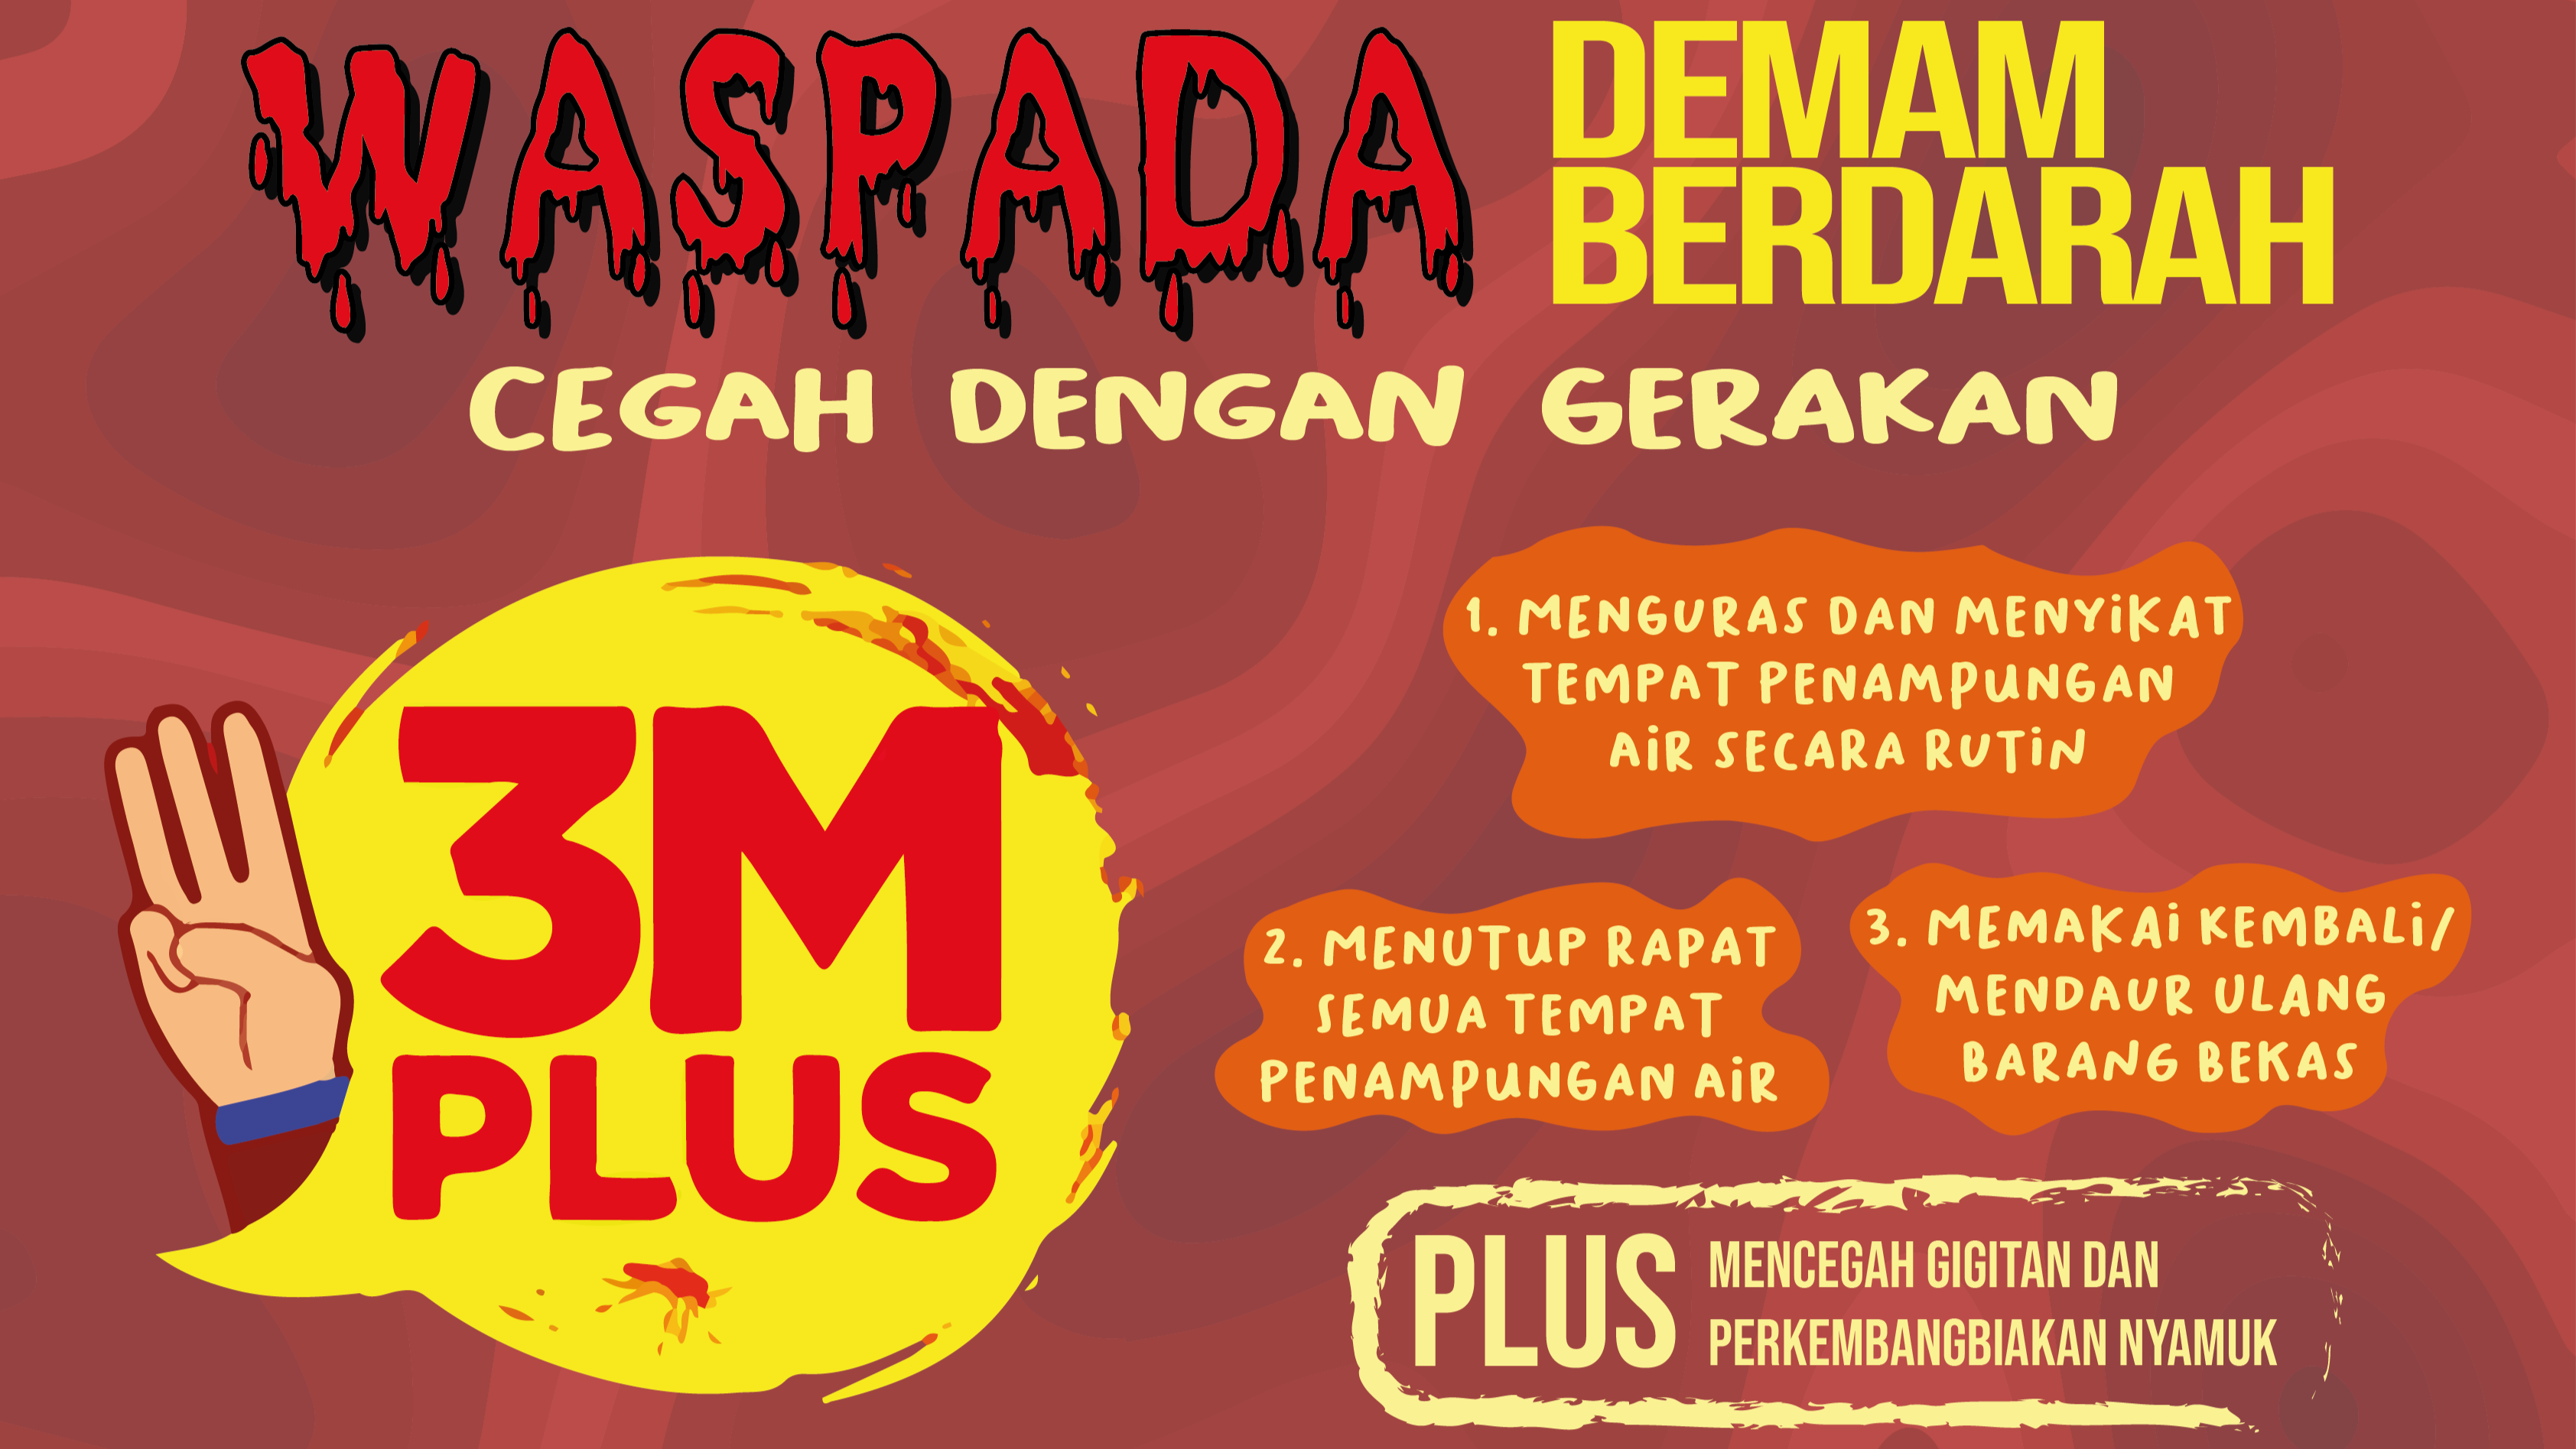 WASPADA
DEMAM
BERDARAH
CEGAH DENGAN GERAKAN
3M
PLUS
1. MENGURAS DAN MENYiKAT
TEMPAT PENAMPUNGAN
AiR SECARA RUTiN
2. MENUTUP RAPAT
SEMUA TEMPAT
PENAMPUNGAN AiR
3. MEMAKAi KEMBALi/
MENDAUR ULANG
BARANG BEKAS
PLUS
MENCEGAH GIGITAN DAN
PERKEMBANGBIAKAN NYAMUK